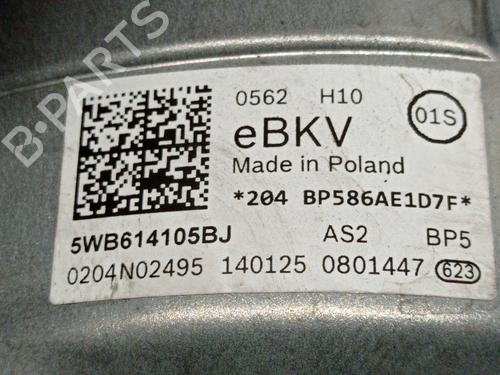 B-PARTS
0562 H10 01S
eBKV
Made in Poland
*204 BP586AE1D7F*
5WB614105BJ AS2 BP5
0204N02495 140125 0801447 623